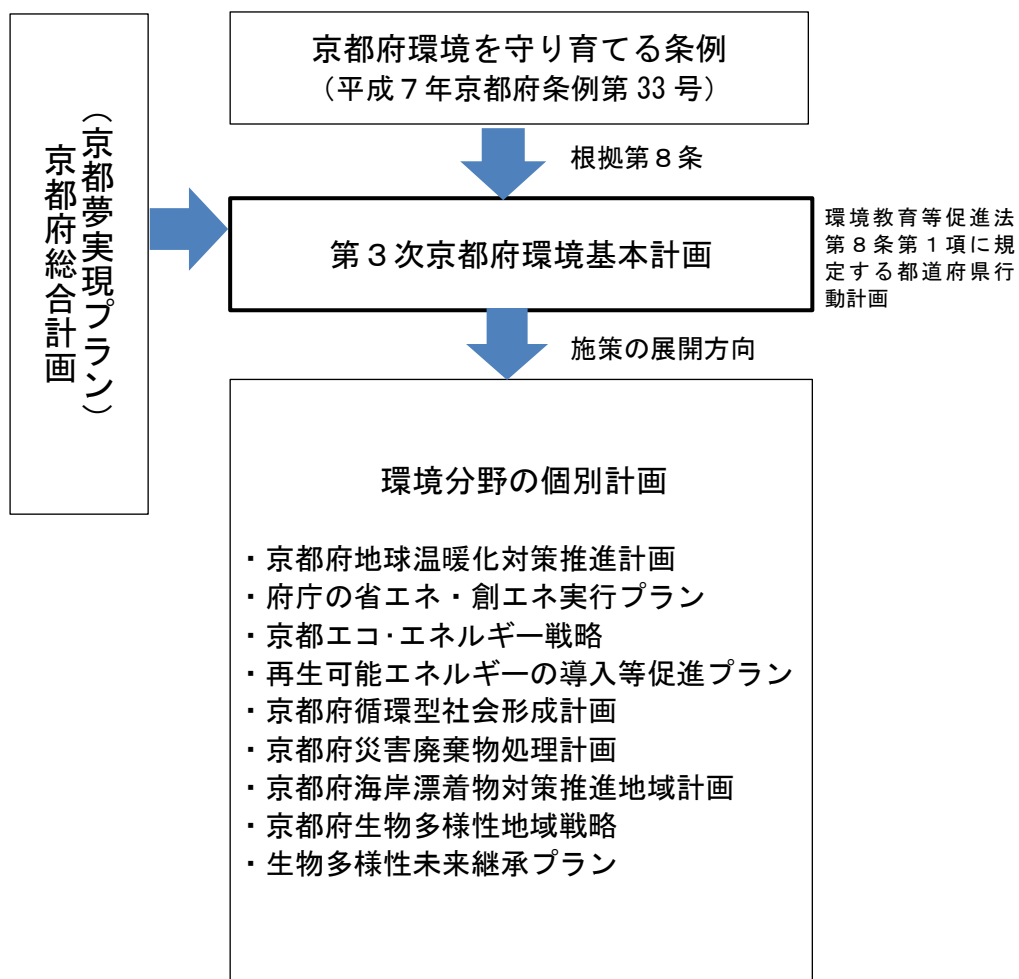 京都府環境を守り育てる条例
（平成７年京都府条例第 33 号）
根拠第８条
京都府総合計画
（京都夢実現プラン）
第３次京都府環境基本計画
環境教育等促進法
第８条第１項に規
定する都道府県行
動計画
施策の展開方向
環境分野の個別計画
・京都府地球温暖化対策推進計画
・府庁の省エネ・創エネ実行プラン
・京都エコ･エネルギー戦略
・再生可能エネルギーの導入等促進プラン
・京都府循環型社会形成計画
・京都府災害廃棄物処理計画
・京都府海岸漂着物対策推進地域計画
・京都府生物多様性地域戦略
・生物多様性未来継承プラン